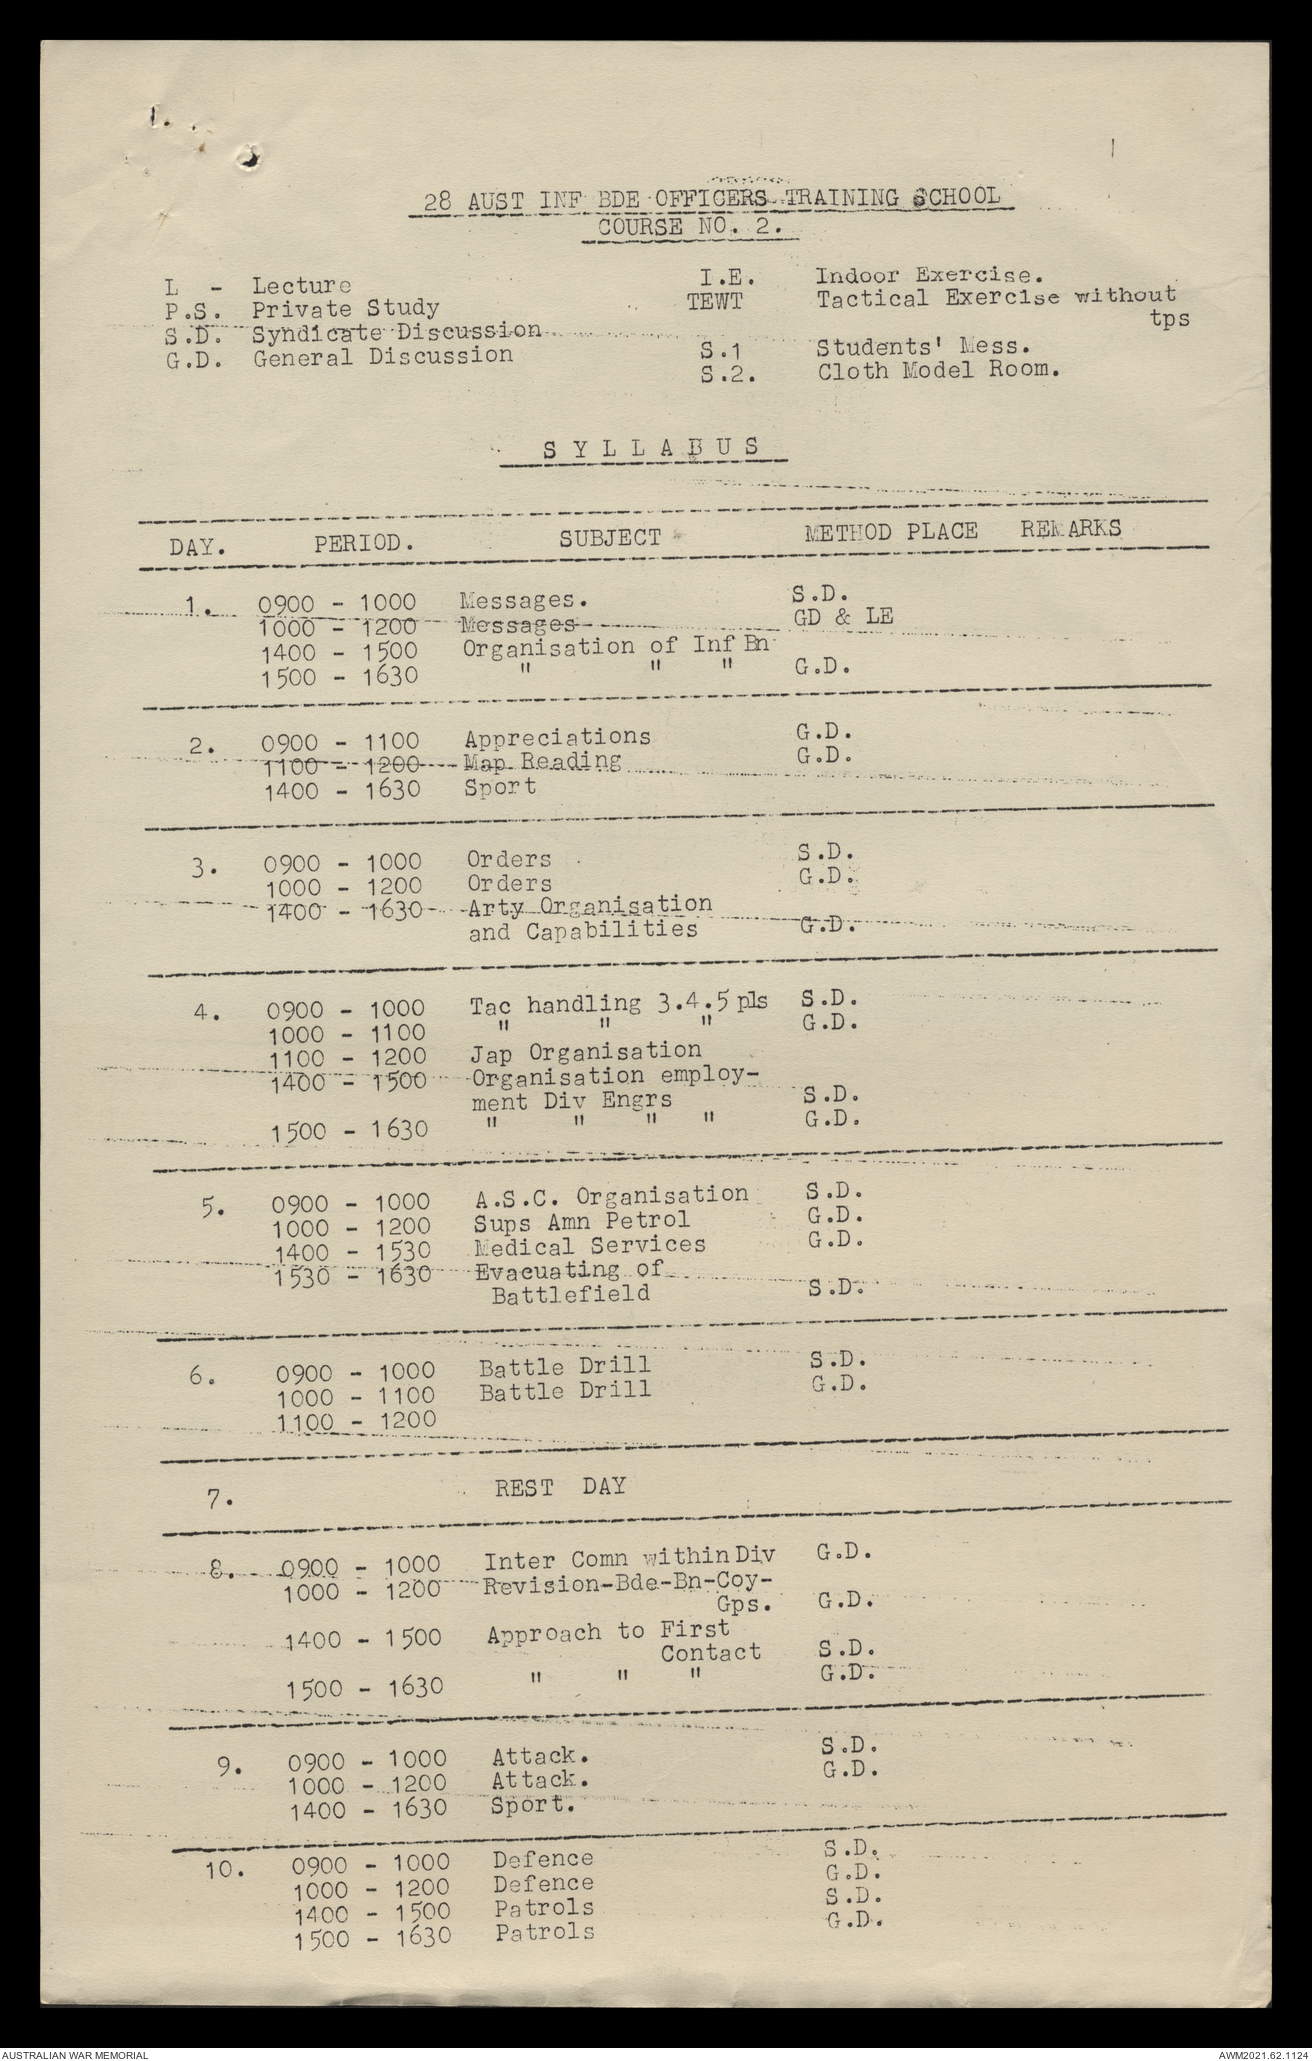 28 AUST INF BDE OFFICERS TRAINING SCHOOL
COURSE NO. 2.
L - Lecture I.E. Indoor Exercise.
P.S. Private Study TEWT Tactical Exercise without
tps
S.D. Syndicate Discussion
G.D. General Discussion S.1 Students' Mess.
S.2. Cloth Model Room.
SYLLABUS
DAY. PERIOD. SUBJECT METHOD PLACE REMARKS
1. 0900 - 1000 Messages. S.D.
1000 - 1200 Messages GD & LE
1400 - 1500 Organisation of Inf Bn
1500 - 1630 " " " G.D.
2. 0900 - 1100 Appreciations G.D.
1100 - 1200 Map Reading G.D.
1400 - 1630 Sport
3. 0900 - 1000 Orders S.D.
1000 - 1200 Orders G.D.
1400 - 1630 Arty Organisation
and Capabilities G.D.
4. 0900 - 1000 Tac handling 3.4.5 pls S.D.
1000 - 1100 " " " G.D.
1100 - 1200 Jap Organisation
1400 - 1500 Organisation employ-
ment Div Engrs S.D.
1500 - 1630 " " " " G.D.
5. 0900 - 1000 A.S.C. Organisation S.D.
1000 - 1200 Sups Amn Petrol G.D.
1400 - 1530 Medical Services G.D.
1530 - 1630 Evacuating of
Battlefield S.D.
6. 0900 - 1000 Battle Drill S.D.
1000 - 1100 Battle Drill G.D.
1100 - 1200
7. REST DAY
8. 0900 - 1000 Inter Comn within Div G.D.
1000 - 1200 Revision-Bde-Bn-Coy-
Gps. G.D.
1400 - 1500 Approach to First
Contact S.D.
1500 - 1630 " " " G.D.
9. 0900 - 1000 Attack. S.D.
1000 - 1200 Attack. G.D.
1400 - 1630 Sport.
10. 0900 - 1000 Defence S.D.
1000 - 1200 Defence G.D.
1400 - 1500 Patrols S.D.
1500 - 1630 Patrols G.D.
AUSTRALIAN WAR MEMORIAL AWM2021.62.1124